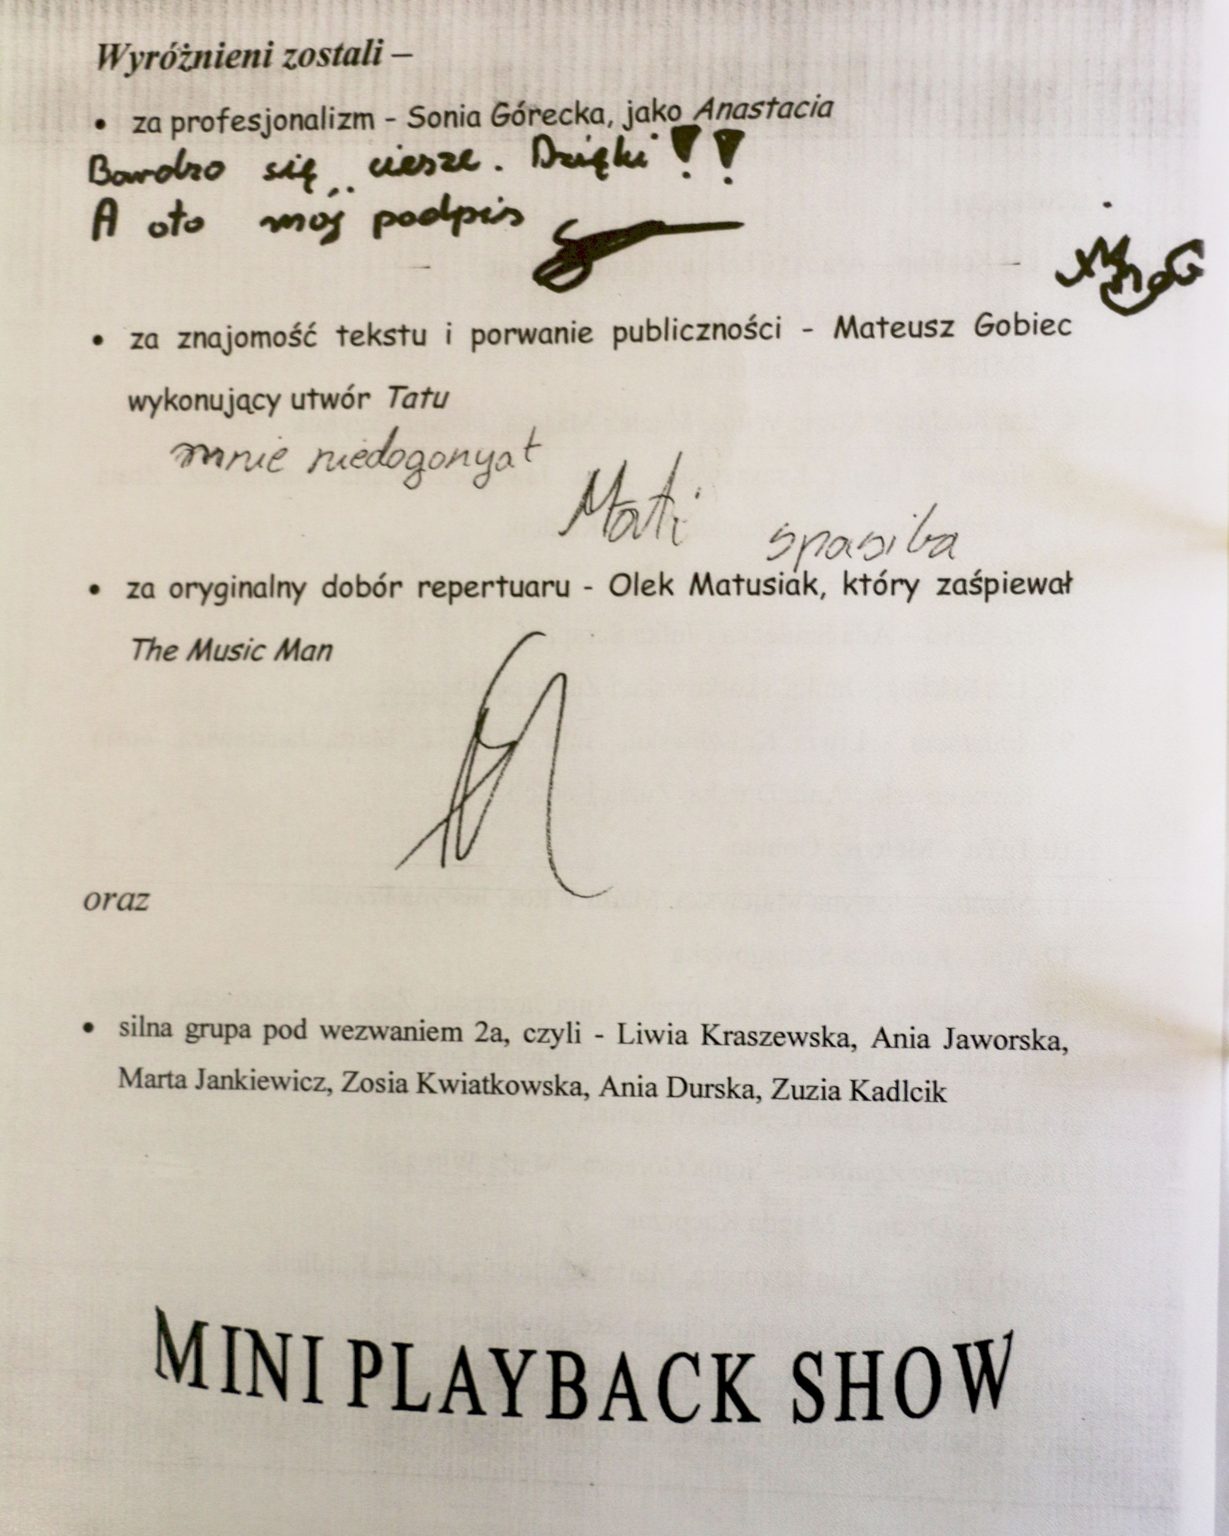 Wyróżnieni zostali –
• za profesjonalizm - Sonia Górecka, jako Anastacia
Bardzo się ciesze. Dzięki!!
A oto mój podpis
• za znajomość tekstu i porwanie publiczności - Mateusz Gobiec
wykonujący utwór Tatu
mnie niedogonyat
Mati
spasiba
• za oryginalny dobór repertuaru - Olek Matusiak, który zaśpiewał
The Music Man
oraz
• silna grupa pod wezwaniem 2a, czyli - Liwia Kraszewska, Ania Jaworska,
Marta Jankiewicz, Zosia Kwiatkowska, Ania Durska, Zuzia Kadlcik
MINI PLAYBACK SHOW